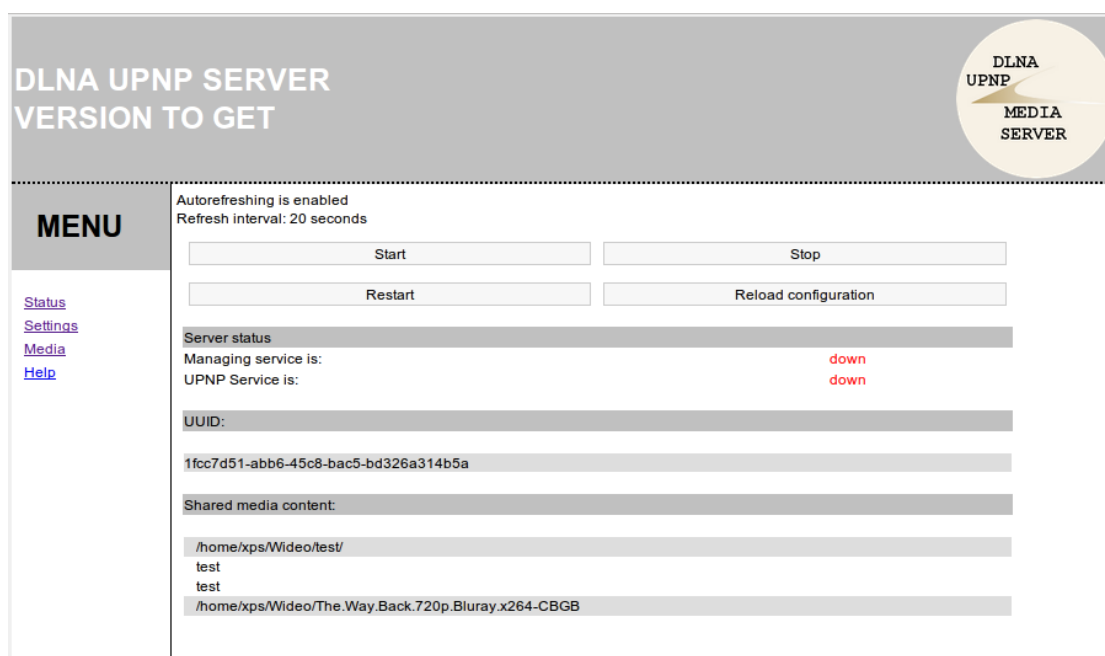 DLNA UPNP SERVER
VERSION TO GET
DLNA
UPNP
MEDIA
SERVER
MENU
Status
Settings
Media
Help
Autorefreshing is enabled
Refresh interval: 20 seconds
Start Stop
Restart Reload configuration
Server status
Managing service is: down
UPNP Service is: down
UUID:
1fcc7d51-abb6-45c8-bac5-bd326a314b5a
Shared media content:
/home/xps/Wideo/test/
test
test
/home/xps/Wideo/The.Way.Back.720p.Bluray.x264-CBGB